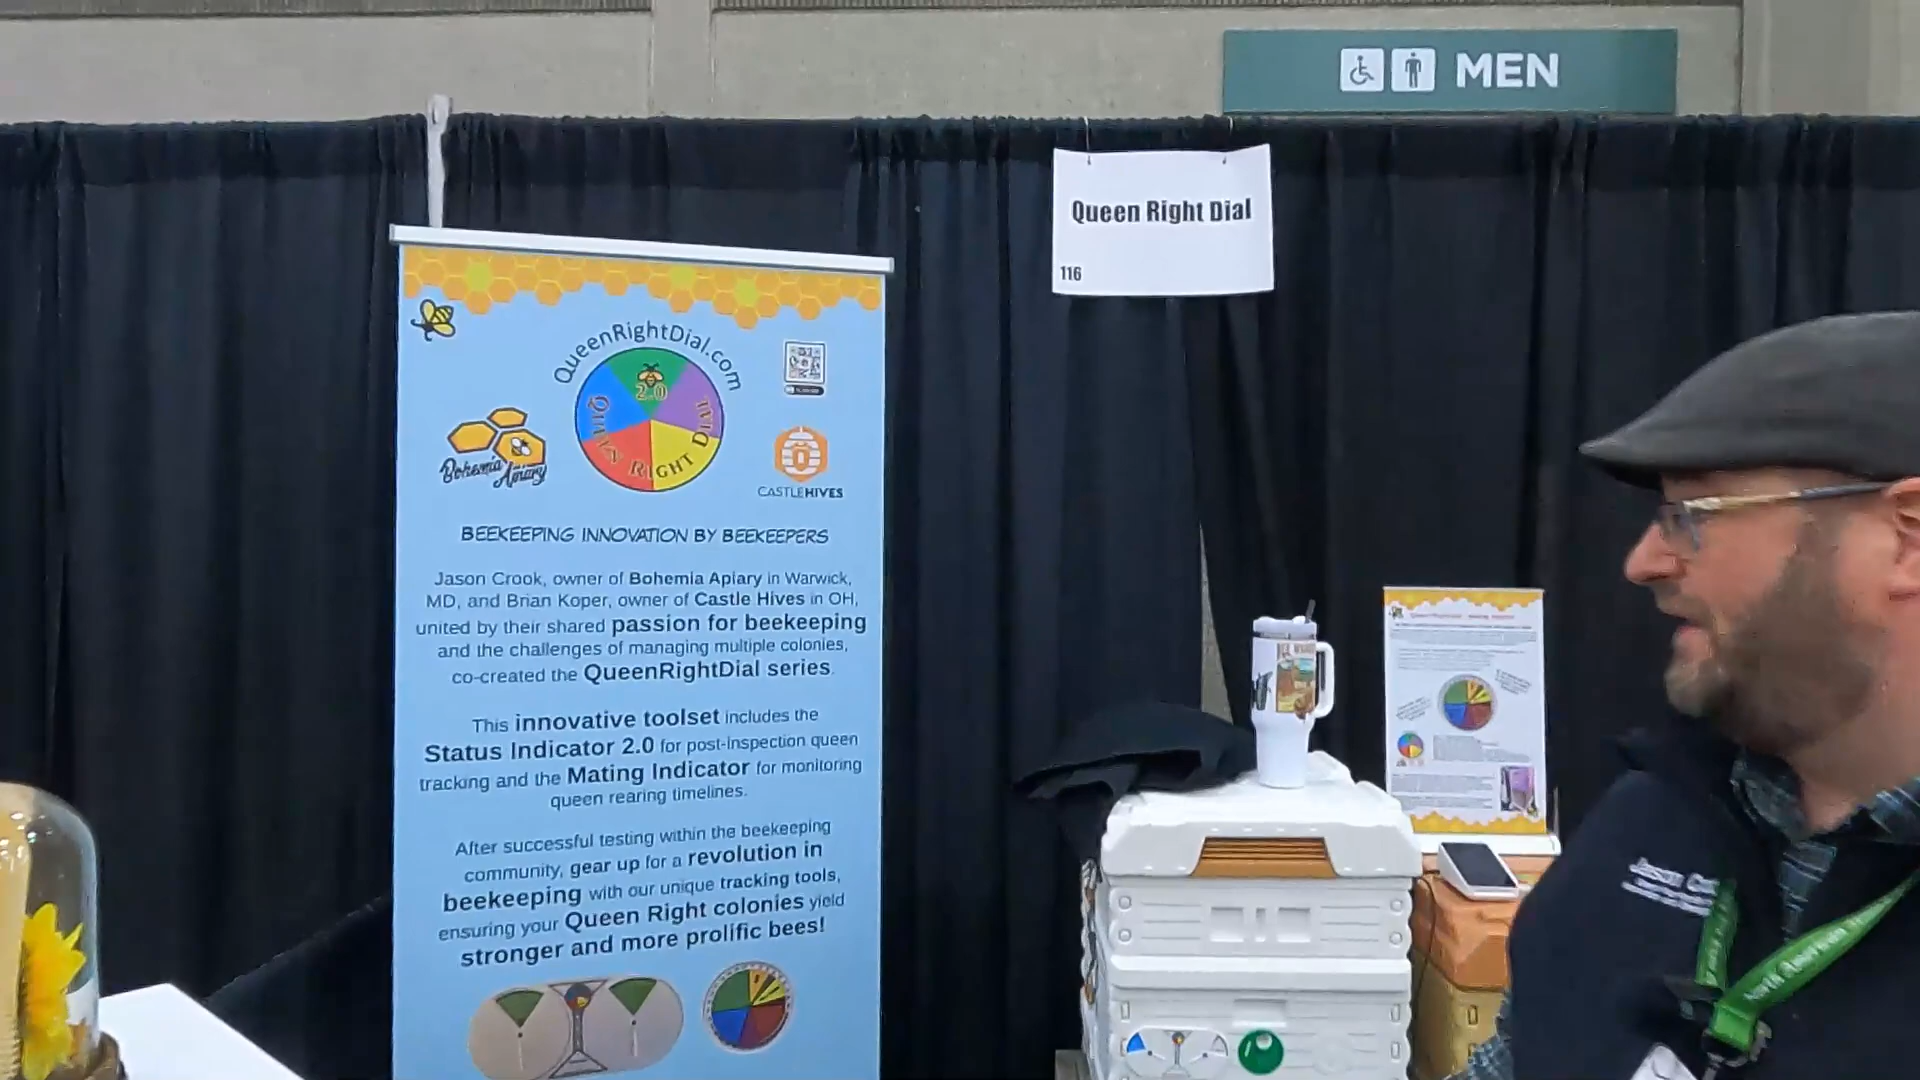 MEN
Queen Right Dial
116
QueenRightDial.com
2.0
QUEEN RIGHT DIAL
Bohemia Apiary
CASTLEHIVES
BEEKEEPING INNOVATION BY BEEKEEPERS
Jason Crook, owner of Bohemia Apiary in Warwick,
MD, and Brian Koper, owner of Castle Hives in OH,
united by their shared passion for beekeeping
and the challenges of managing multiple colonies,
co-created the QueenRightDial series.
This innovative toolset includes the
Status Indicator 2.0 for post-inspection queen
tracking and the Mating Indicator for monitoring
queen rearing timelines.
After successful testing within the beekeeping
community, gear up for a revolution in
beekeeping with our unique tracking tools,
ensuring your Queen Right colonies yield
stronger and more prolific bees!
Jason
North American